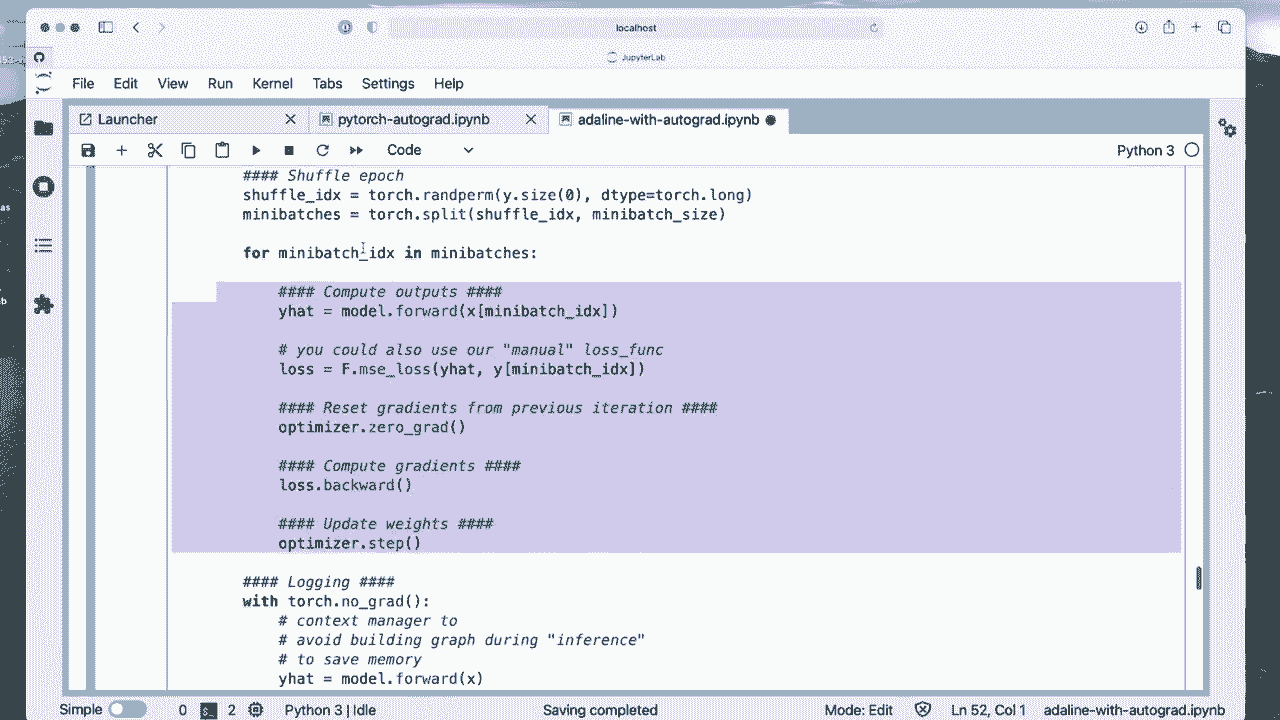 localhost
JupyterLab
File Edit View Run Kernel Tabs Settings Help
Launcher pytorch-autograd.ipynb adaline-with-autograd.ipynb
Code Python 3
#### Shuffle epoch
shuffle_idx = torch.randperm(y.size(0), dtype=torch.long)
minibatches = torch.split(shuffle_idx, minibatch_size)
for minibatch_idx in minibatches:
#### Compute outputs ####
yhat = model.forward(x[minibatch_idx])
# you could also use our "manual" loss_func
loss = F.mse_loss(yhat, y[minibatch_idx])
#### Reset gradients from previous iteration ####
optimizer.zero_grad()
#### Compute gradients ####
loss.backward()
#### Update weights ####
optimizer.step()
#### Logging ####
with torch.no_grad():
# context manager to
# avoid building graph during "inference"
# to save memory
yhat = model.forward(x)
Simple 0 2 Python 3 | Idle Saving completed Mode: Edit Ln 52, Col 1 adaline-with-autograd.ipynb